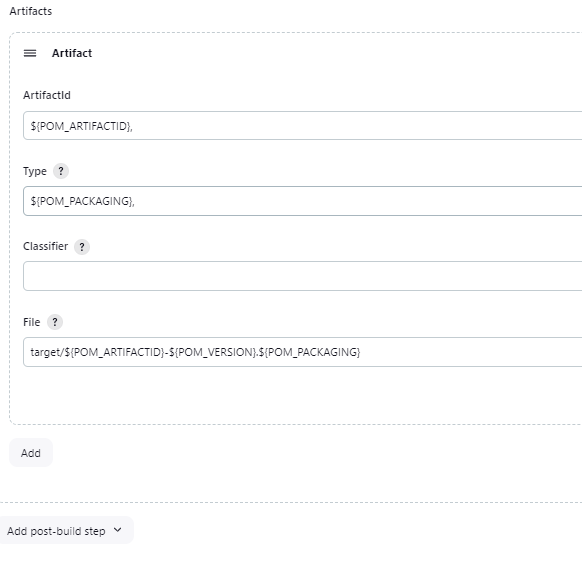 Artifacts
Artifact
ArtifactId
${POM_ARTIFACTID},
Type ?
${POM_PACKAGING},
Classifier ?
File ?
target/${POM_ARTIFACTID}-${POM_VERSION}.${POM_PACKAGING}
Add
Add post-build step